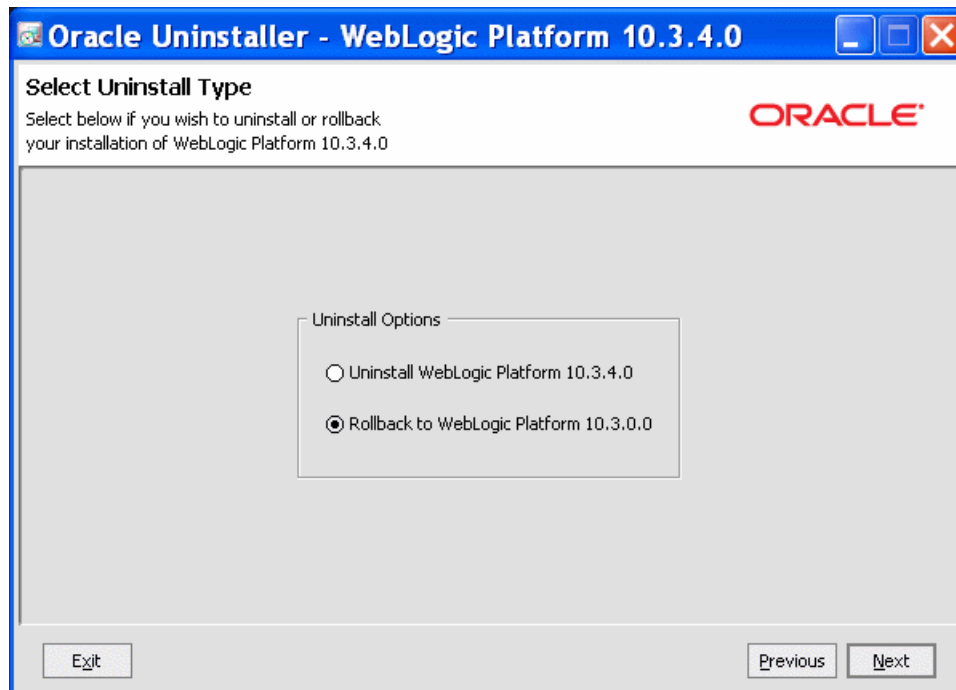 Oracle Uninstaller - WebLogic Platform 10.3.4.0
Select Uninstall Type
Select below if you wish to uninstall or rollback
your installation of WebLogic Platform 10.3.4.0
ORACLE
Uninstall Options
Uninstall WebLogic Platform 10.3.4.0
Rollback to WebLogic Platform 10.3.0.0
Exit
Previous
Next